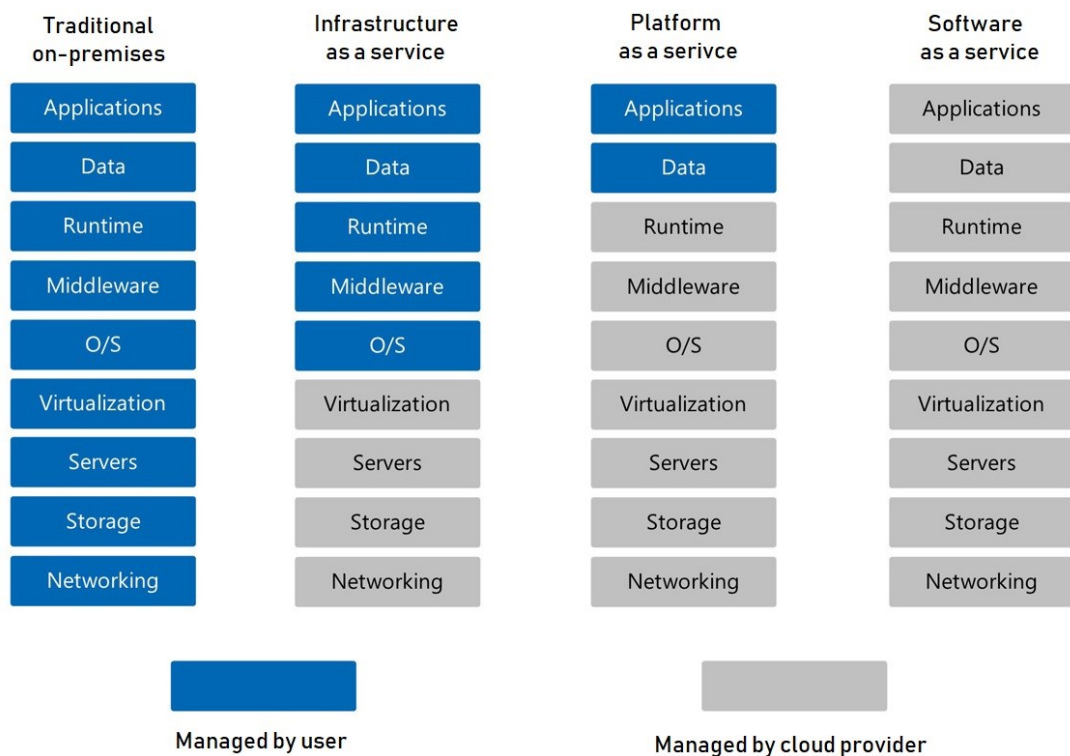 Traditional
on-premises
Infrastructure
as a service
Platform
as a serivce
Software
as a service
Applications
Applications
Applications
Applications
Data
Data
Data
Data
Runtime
Runtime
Runtime
Runtime
Middleware
Middleware
Middleware
Middleware
O/S
O/S
O/S
O/S
Virtualization
Virtualization
Virtualization
Virtualization
Servers
Servers
Servers
Servers
Storage
Storage
Storage
Storage
Networking
Networking
Networking
Networking
Managed by user
Managed by cloud provider